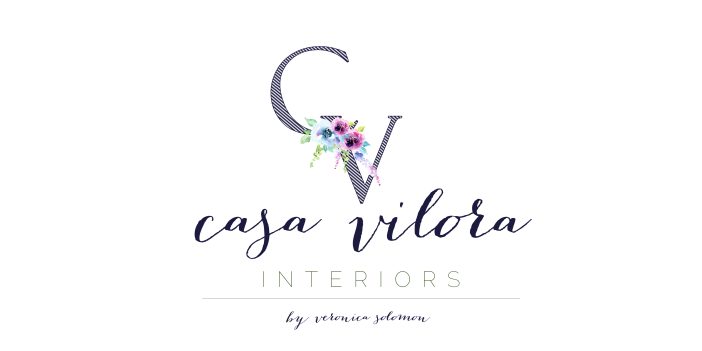 CV
casa vilora
INTERIORS
by veronica solomon